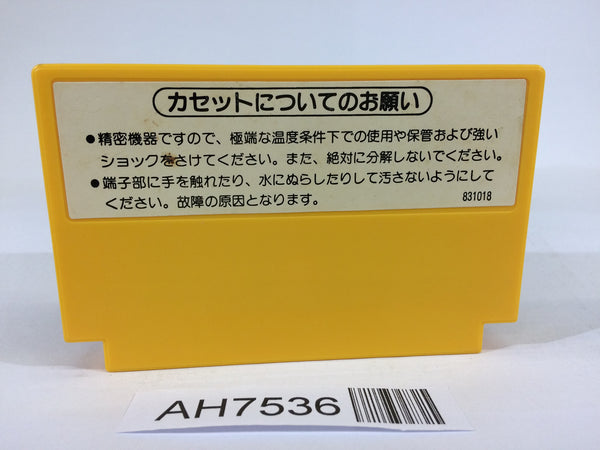 カセットについてのお願い
●精密機器ですので、極端な温度条件下での使用や保管および強い
ショックをさけてください。また、絶対に分解しないでください。
●端子部に手を触れたり、水にぬらしたりして汚さないようにして
ください。故障の原因となります。
831018
AH7536